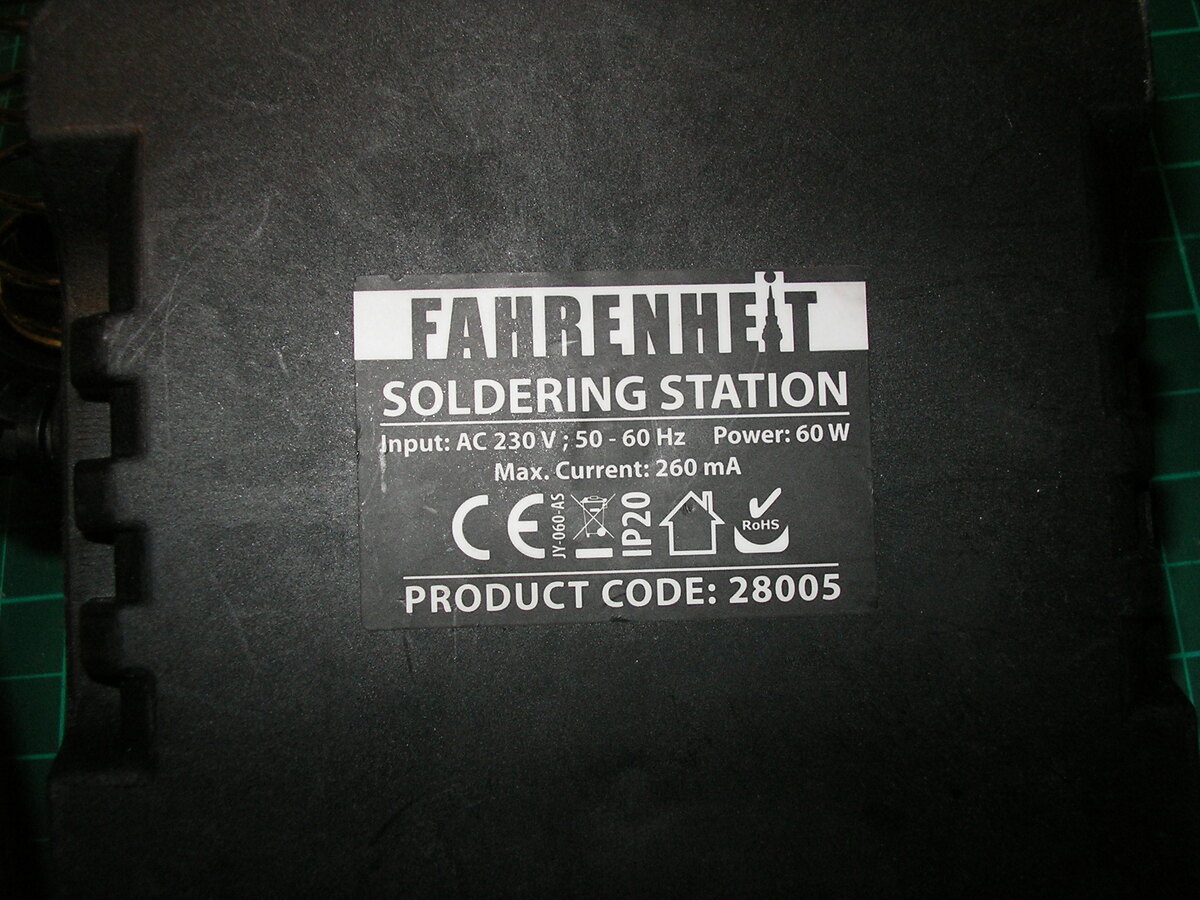 FAHRENHEIT
SOLDERING STATION
Input: AC 230 V ; 50 - 60 Hz Power: 60 W
Max. Current: 260 mA
CE JY-060-AS IP20 RoHS
PRODUCT CODE: 28005